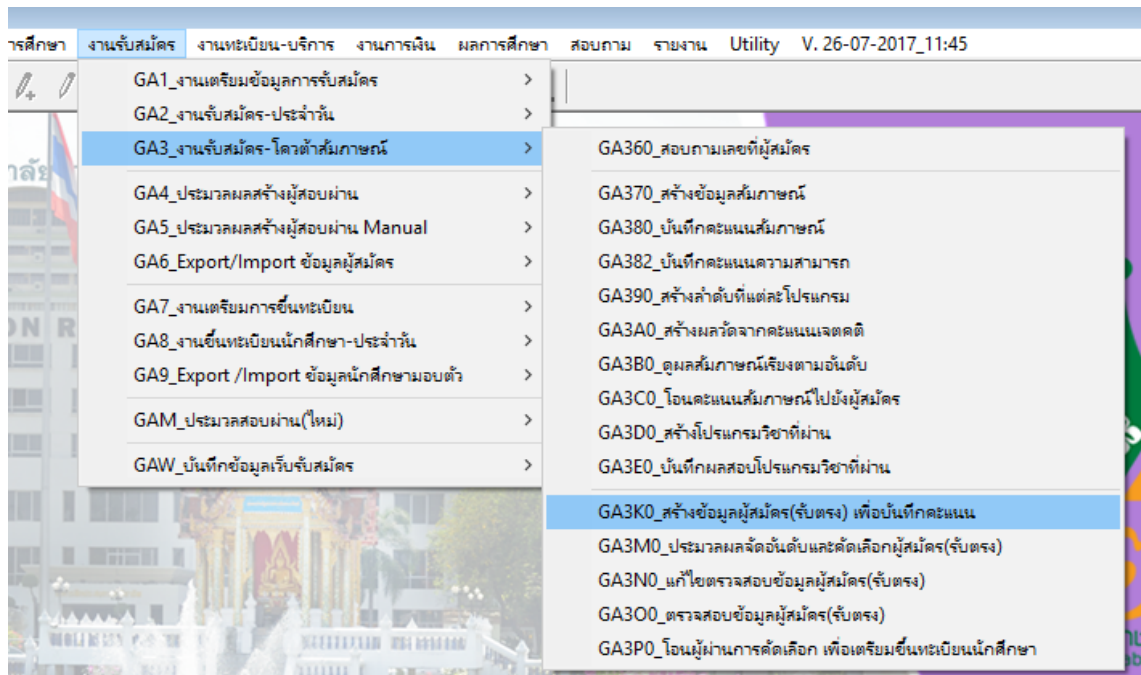 ารศึกษา งานรับสมัคร งานทะเบียน-บริการ งานการเงิน ผลการศึกษา สอบถาม รายงาน Utility V. 26-07-2017_11:45
GA1_งานเตรียมข้อมูลการรับสมัคร
GA2_งานรับสมัคร-ประจำวัน
GA3_งานรับสมัคร-โควต้าสัมภาษณ์
GA4_ประมวลผลสร้างผู้สอบผ่าน
GA5_ประมวลผลสร้างผู้สอบผ่าน Manual
GA6_Export/Import ข้อมูลผู้สมัคร
GA7_งานเตรียมการขึ้นทะเบียน
GA8_งานขึ้นทะเบียนนักศึกษา-ประจำวัน
GA9_Export /Import ข้อมูลนักศึกษามอบตัว
GAM_ประมวลสอบผ่าน(ใหม่)
GAW_บันทึกข้อมูลเว็บรับสมัคร
GA360_สอบถามเลขที่ผู้สมัคร
GA370_สร้างข้อมูลสัมภาษณ์
GA380_บันทึกคะแนนสัมภาษณ์
GA382_บันทึกคะแนนความสามารถ
GA390_สร้างลำดับที่แต่ละโปรแกรม
GA3A0_สร้างผลวัดจากคะแนนเจตคติ
GA3B0_ดูผลสัมภาษณ์เรียงตามอันดับ
GA3C0_โอนคะแนนสัมภาษณ์ไปยังผู้สมัคร
GA3D0_สร้างโปรแกรมวิชาที่ผ่าน
GA3E0_บันทึกผลสอบโปรแกรมวิชาที่ผ่าน
GA3K0_สร้างข้อมูลผู้สมัคร(รับตรง) เพื่อบันทึกคะแนน
GA3M0_ประมวลผลจัดอันดับและคัดเลือกผู้สมัคร(รับตรง)
GA3N0_แก้ไขตรวจสอบข้อมูลผู้สมัคร(รับตรง)
GA3O0_ตรวจสอบข้อมูลผู้สมัคร(รับตรง)
GA3P0_โอนผู้ผ่านการคัดเลือก เพื่อเตรียมขึ้นทะเบียนนักศึกษา
าลัย
ON R